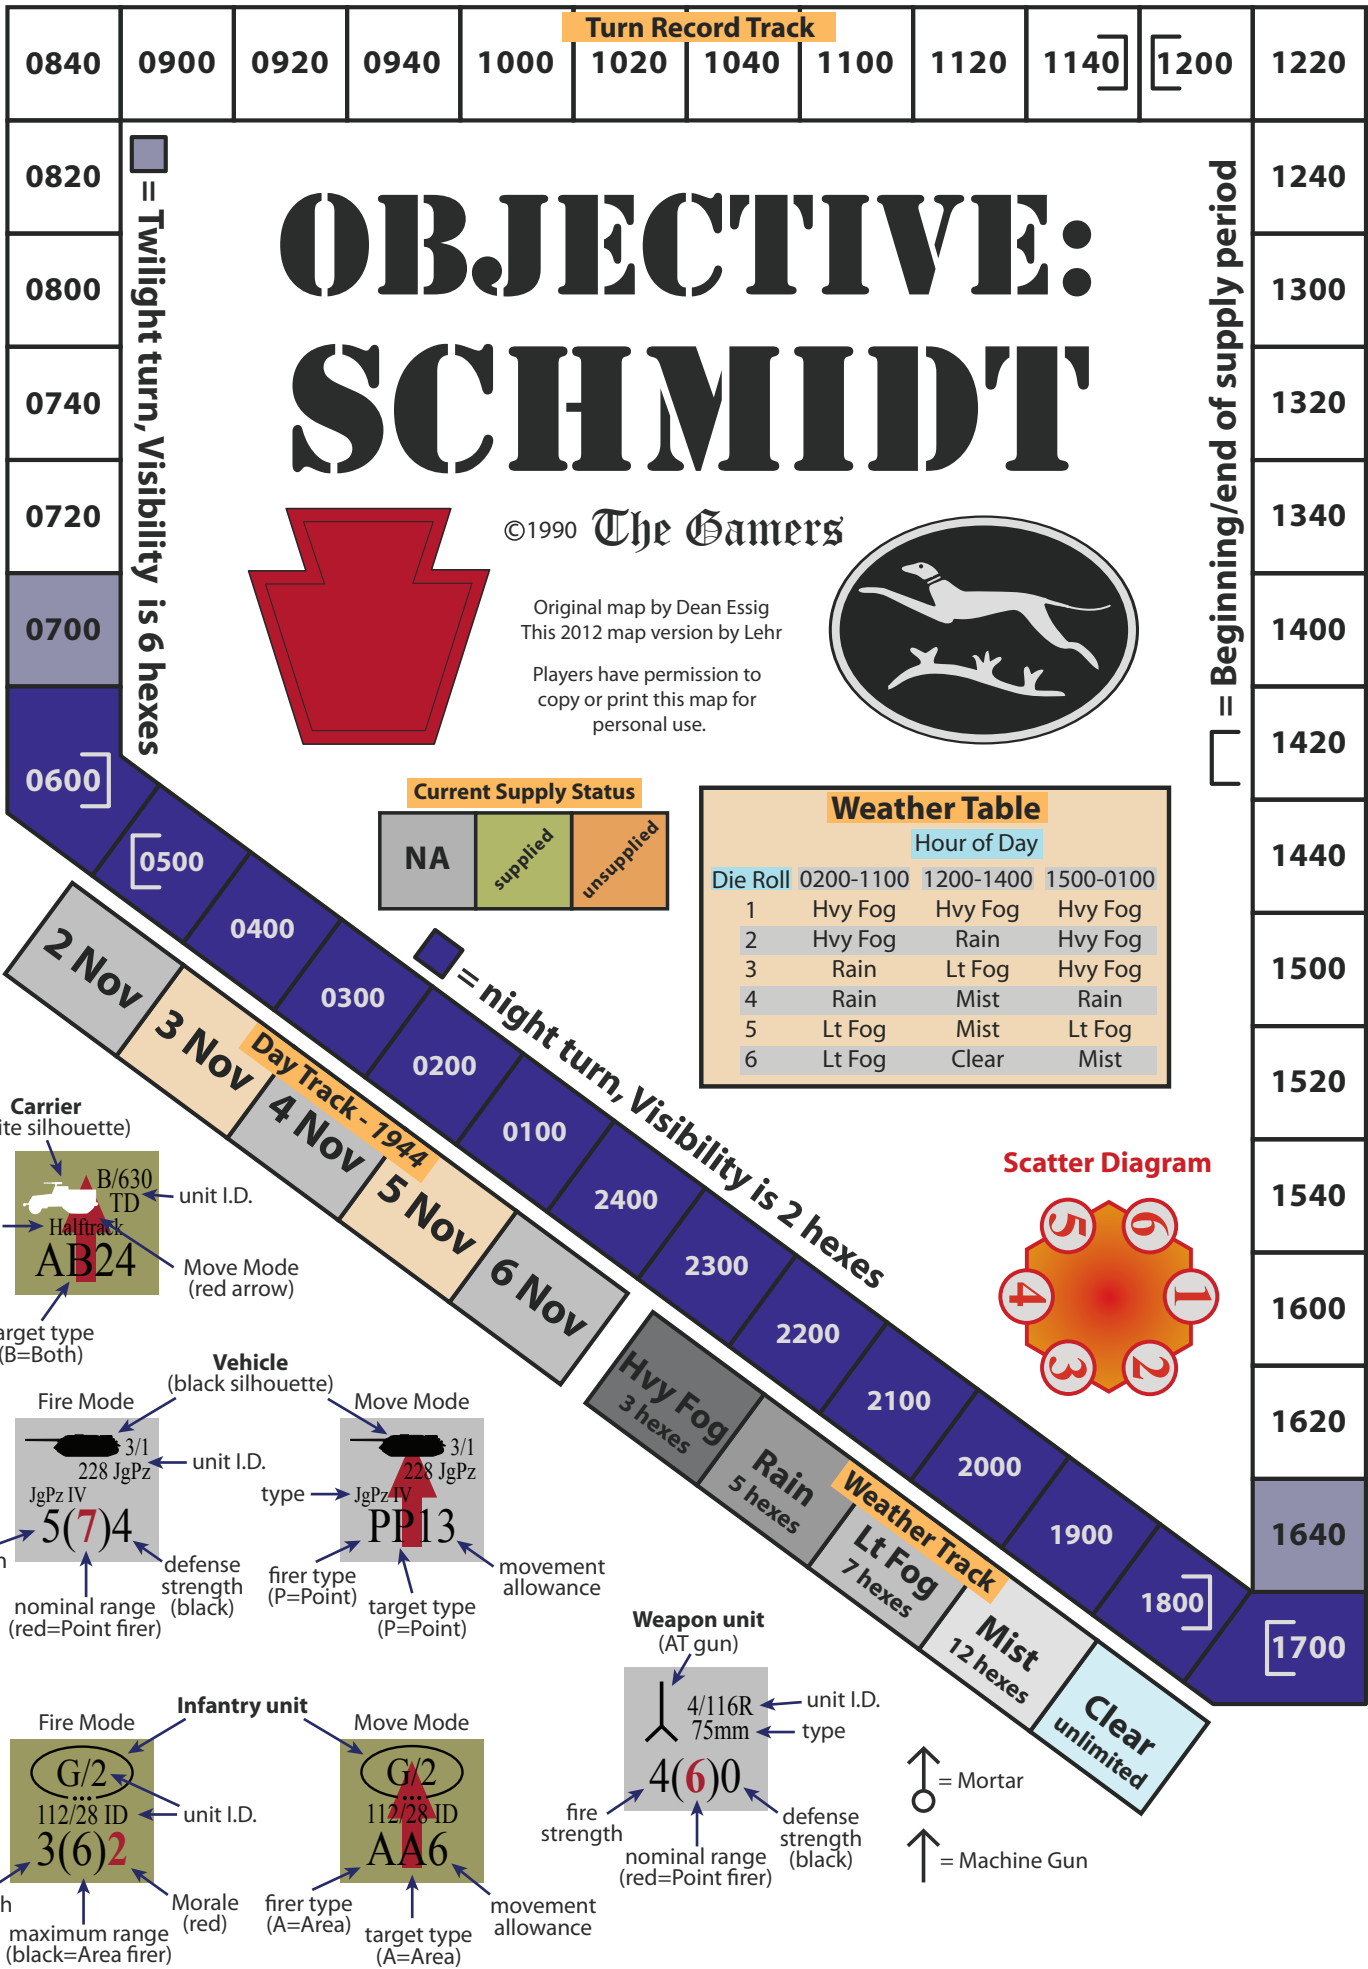 Turn Record Track
0840 0900 0920 0940 1000 1020 1040 1100 1120 1140 1200 1220
0820
0800
0740
0720
0700
0600
0500
0400
0300
0200
0100
2400
2300
2200
2100
2000
1900
1800
1700
1240
1300
1320
1340
1400
1420
1440
1500
1520
1540
1600
1620
1640
= Twilight turn, Visibility is 6 hexes
= Beginning/end of supply period
OBJECTIVE:
SCHMIDT
©1990 The Gamers
Original map by Dean Essig
This 2012 map version by Lehr
Players have permission to
copy or print this map for
personal use.
Current Supply Status
NA supplied unsupplied
Weather Table
Hour of Day
Die Roll 0200-1100 1200-1400 1500-0100
1 Hvy Fog Hvy Fog Hvy Fog
2 Hvy Fog Rain Hvy Fog
3 Rain Lt Fog Hvy Fog
4 Rain Mist Rain
5 Lt Fog Mist Lt Fog
6 Lt Fog Clear Mist
= night turn, Visibility is 2 hexes
Day Track - 1944
2 Nov
3 Nov
4 Nov
5 Nov
6 Nov
Scatter Diagram
5 6
4 1
3 2
Weather Track
Hvy Fog
3 hexes
Rain
5 hexes
Lt Fog
7 hexes
Mist
12 hexes
Clear
unlimited
Carrier
ite silhouette)
B/630
TD
unit I.D.
Halftrack
AB24
Move Mode
(red arrow)
arget type
(B=Both)
Vehicle
(black silhouette)
Fire Mode
3/1
228 JgPz
unit I.D.
JgPz IV
5(7)4
h
nominal range
(red=Point firer)
defense
strength
(black)
Move Mode
3/1
228 JgPz
type
JgPz IV
PP13
firer type
(P=Point)
target type
(P=Point)
movement
allowance
Weapon unit
(AT gun)
4/116R
unit I.D.
75mm
type
4(6)0
fire
strength
nominal range
(red=Point firer)
defense
strength
(black)
= Mortar
= Machine Gun
Infantry unit
Fire Mode
G/2
112/28 ID
unit I.D.
3(6)2
h
maximum range
(black=Area firer)
Morale
(red)
Move Mode
G/2
112/28 ID
AA6
firer type
(A=Area)
target type
(A=Area)
movement
allowance